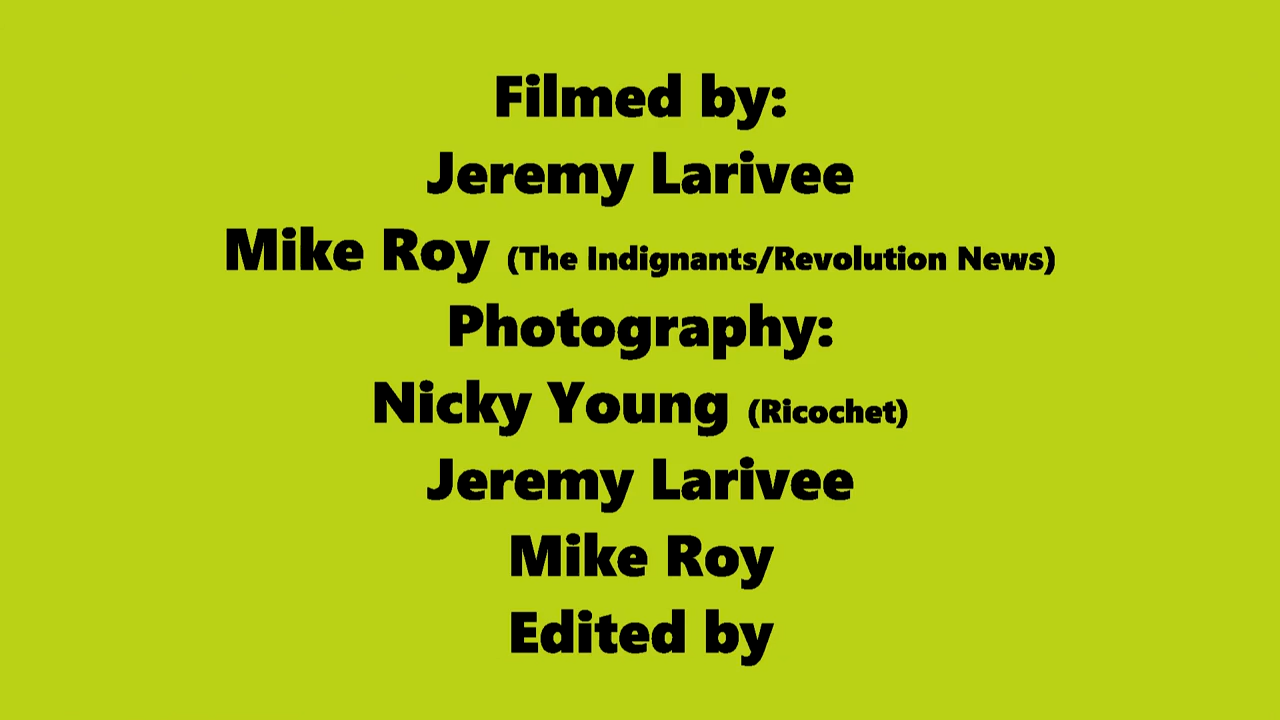 Filmed by:
Jeremy Larivee
Mike Roy (The Indignants/Revolution News)
Photography:
Nicky Young (Ricochet)
Jeremy Larivee
Mike Roy
Edited by